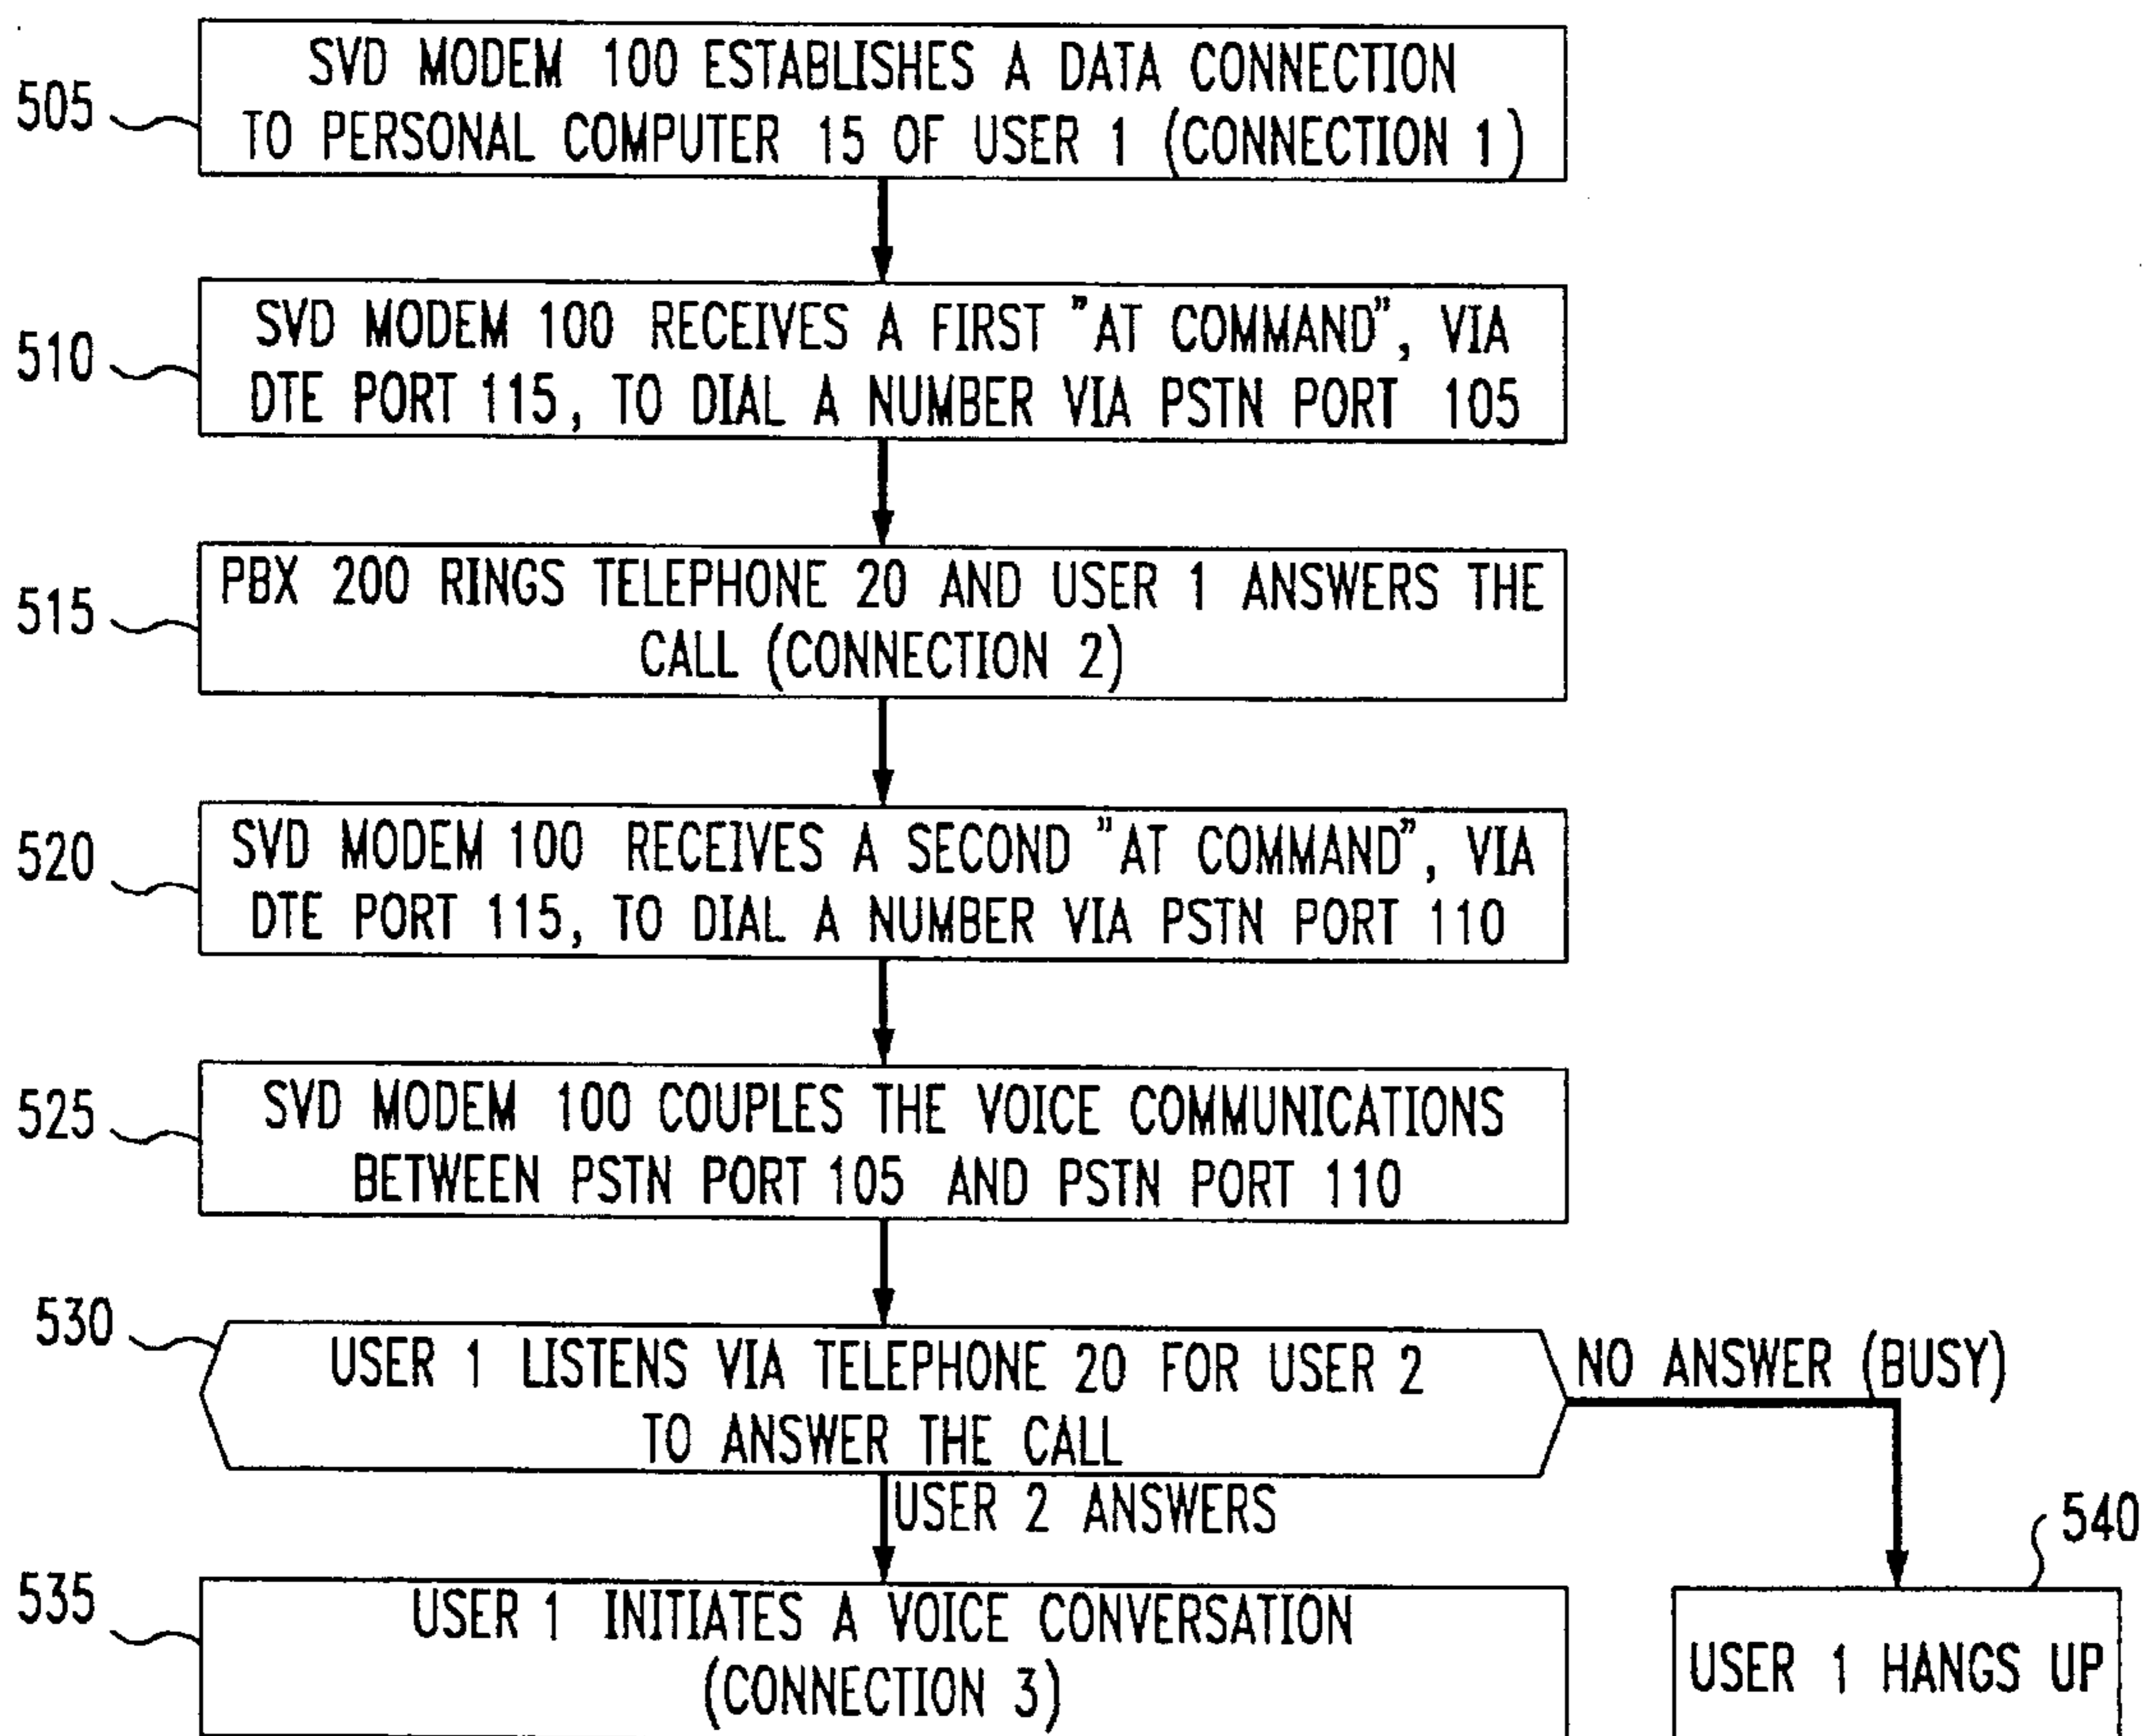 505
SVD MODEM 100 ESTABLISHES A DATA CONNECTION
TO PERSONAL COMPUTER 15 OF USER 1 (CONNECTION 1)
510
SVD MODEM 100 RECEIVES A FIRST "AT COMMAND", VIA
DTE PORT 115, TO DIAL A NUMBER VIA PSTN PORT 105
515
PBX 200 RINGS TELEPHONE 20 AND USER 1 ANSWERS THE
CALL (CONNECTION 2)
520
SVD MODEM 100 RECEIVES A SECOND "AT COMMAND", VIA
DTE PORT 115, TO DIAL A NUMBER VIA PSTN PORT 110
525
SVD MODEM 100 COUPLES THE VOICE COMMUNICATIONS
BETWEEN PSTN PORT 105 AND PSTN PORT 110
530
USER 1 LISTENS VIA TELEPHONE 20 FOR USER 2
TO ANSWER THE CALL
NO ANSWER (BUSY)
USER 2 ANSWERS
535
USER 1 INITIATES A VOICE CONVERSATION
(CONNECTION 3)
540
USER 1 HANGS UP